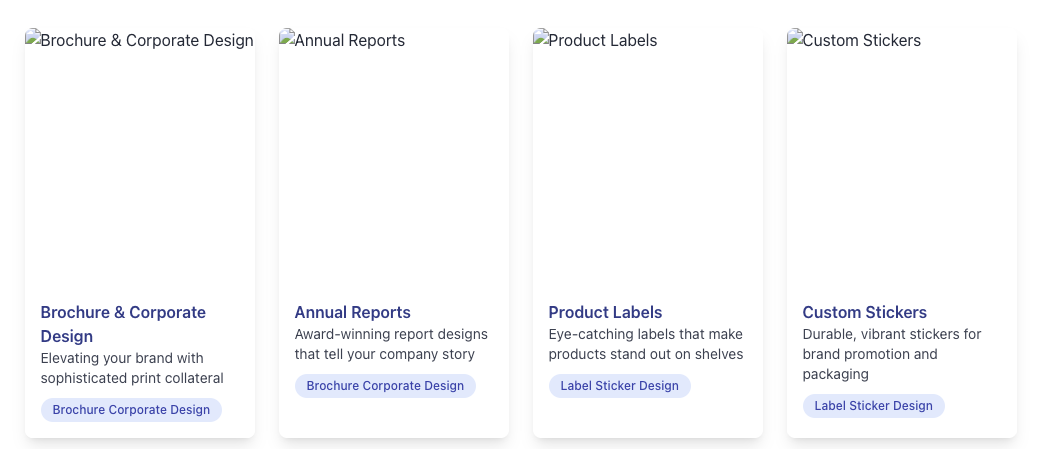 Brochure & Corporate Design
Annual Reports
Product Labels
Custom Stickers
Brochure & Corporate
Design
Elevating your brand with
sophisticated print collateral
Brochure Corporate Design
Annual Reports
Award-winning report designs
that tell your company story
Brochure Corporate Design
Product Labels
Eye-catching labels that make
products stand out on shelves
Label Sticker Design
Custom Stickers
Durable, vibrant stickers for
brand promotion and
packaging
Label Sticker Design